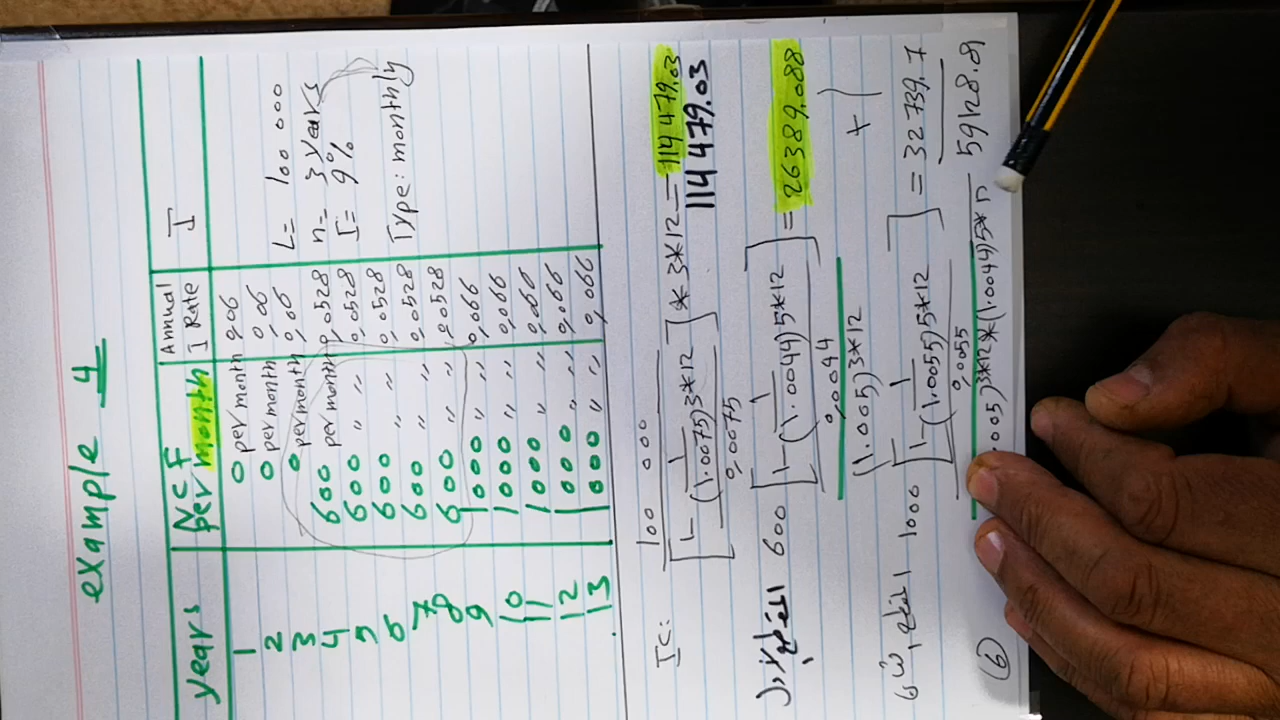 example 4
years NCF per month Annual I Rate I
1 0 per month 0,06
2 0 per month 0,06
3 0 per month 0,06
L= 100 000
n= 3 years
I= 9%
Type: monthly
4 600 per month 0,0528
5 600 〃 〃 0,0528
6 600 〃 〃 0,0528
7 600 〃 〃 0,0528
8 600 〃 〃 0,0528
9 1000 〃 〃 0,066
10 1000 〃 〃 0,066
11 1000 〃 〃 0,066
12 1000 〃 〃 0,066
13 1000 〃 〃 0,066
IC: 100 000 / [1 - 1/(1.0075)3*12 / 0,0075] * 3*12 = 114 479.03
114 479.03
600 [1 - 1/(1.0044)5*12 / 0,0044] = 26389.088
(1.005)3*12
+
1000 [1 - 1/(1.0055)5*12 / 0,0055] = 32739.7
.005)3*12*(1.0044)5*n
59128.81
6